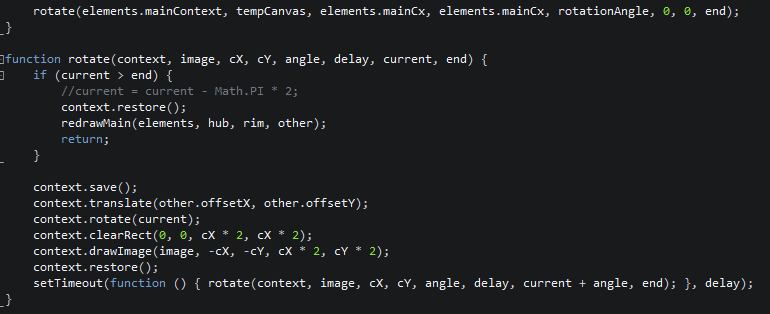 rotate(elements.mainContext, tempCanvas, elements.mainCx, elements.mainCx, rotationAngle, 0, 0, end);
}
function rotate(context, image, cX, cY, angle, delay, current, end) {
    if (current > end) {
        //current = current - Math.PI * 2;
        context.restore();
        redrawMain(elements, hub, rim, other);
        return;
    }
    context.save();
    context.translate(other.offsetX, other.offsetY);
    context.rotate(current);
    context.clearRect(0, 0, cX * 2, cX * 2);
    context.drawImage(image, -cX, -cY, cX * 2, cY * 2);
    context.restore();
    setTimeout(function () { rotate(context, image, cX, cY, angle, delay, current + angle, end); }, delay);
}